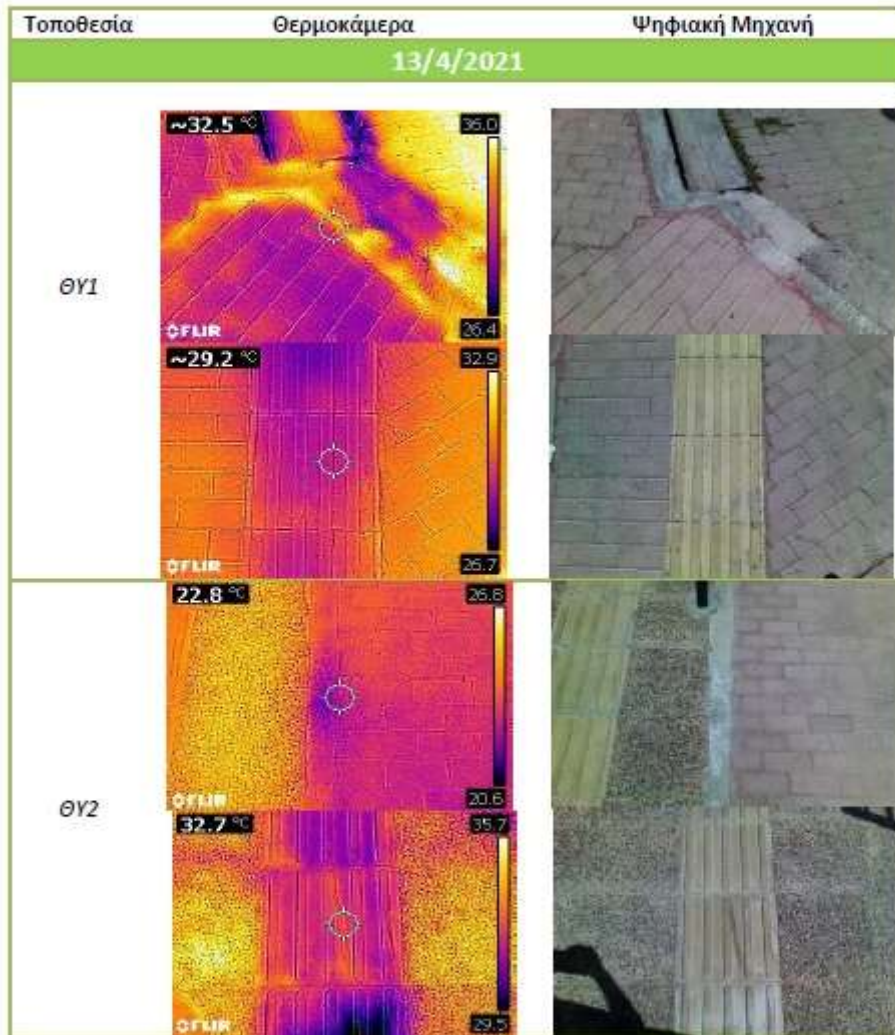 Τοποθεσία Θερμοκάμερα Ψηφιακή Μηχανή
13/4/2021
ΘΥ1
~32.5 °C 36.0
26.4
FLIR
~29.2 °C 32.9
26.7
FLIR
ΘΥ2
22.8 °C 26.8
20.6
FLIR
32.7 °C 35.7
29.5
FLIR